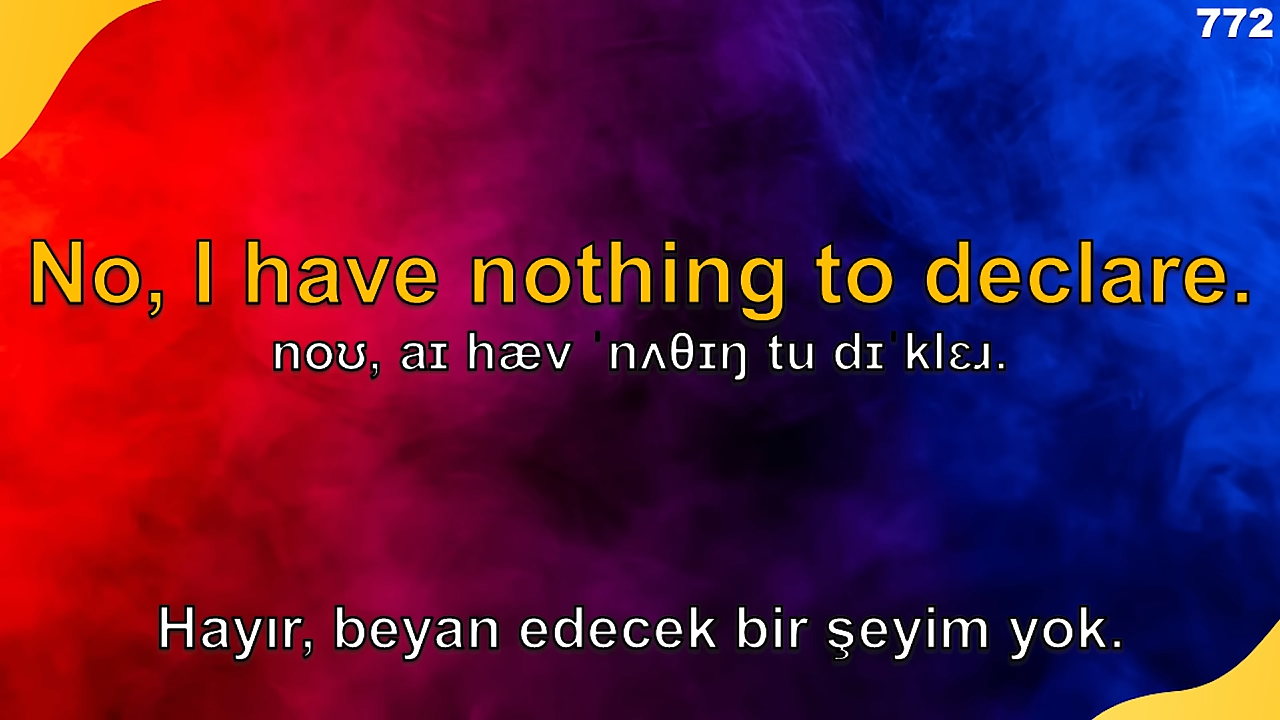 772
No, I have nothing to declare.
noʊ, aɪ hæv ˈnʌθɪŋ tu dɪˈklɛɹ.
Hayır, beyan edecek bir şeyim yok.